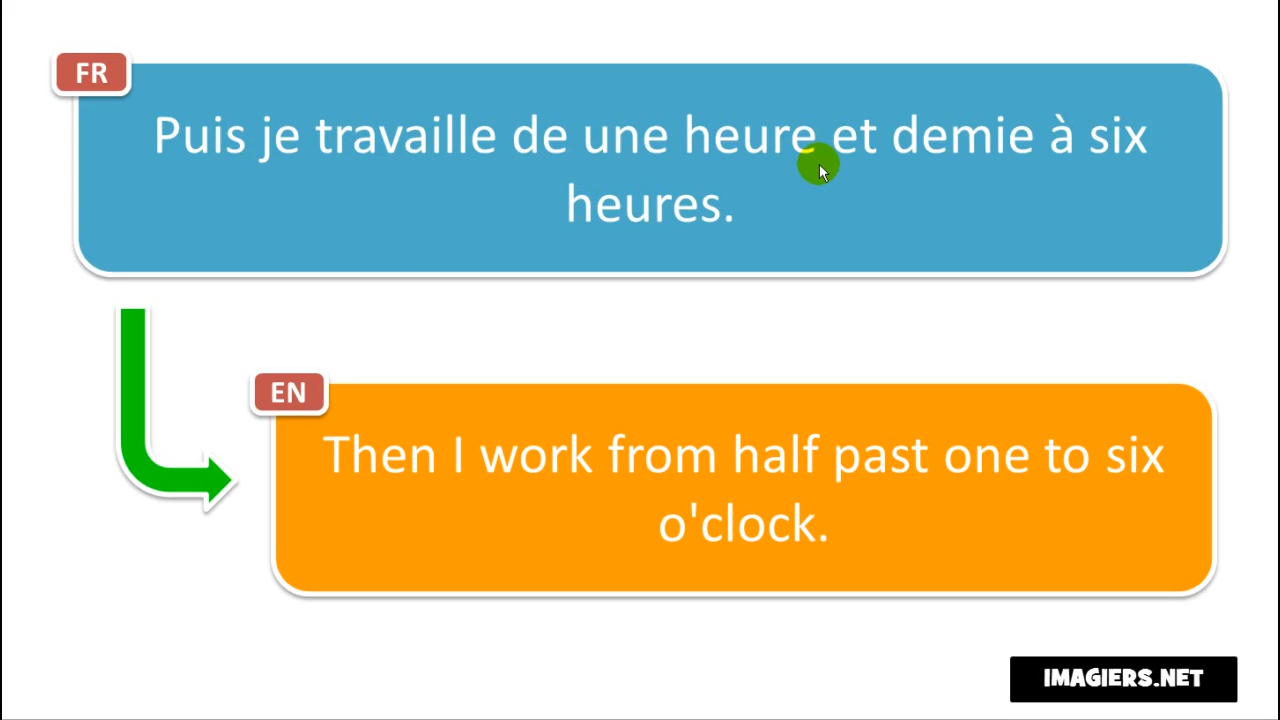 FR
Puis je travaille de une heure et demie à six
heures.
EN
Then I work from half past one to six
o'clock.
IMAGIERS.NET